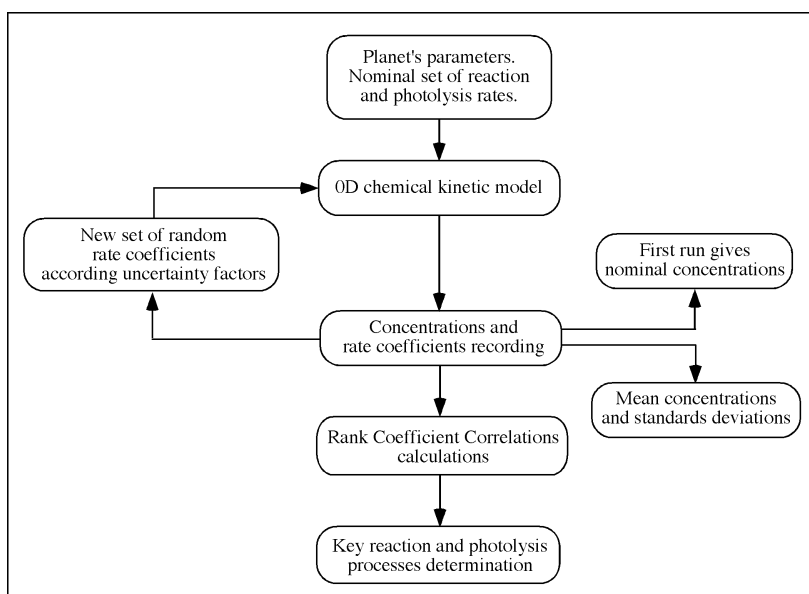 Planet's parameters.
Nominal set of reaction
and photolysis rates.
0D chemical kinetic model
New set of random
rate coefficients
according uncertainty factors
First run gives
nominal concentrations
Concentrations and
rate coefficients recording
Mean concentrations
and standards deviations
Rank Coefficient Correlations
calculations
Key reaction and photolysis
processes determination